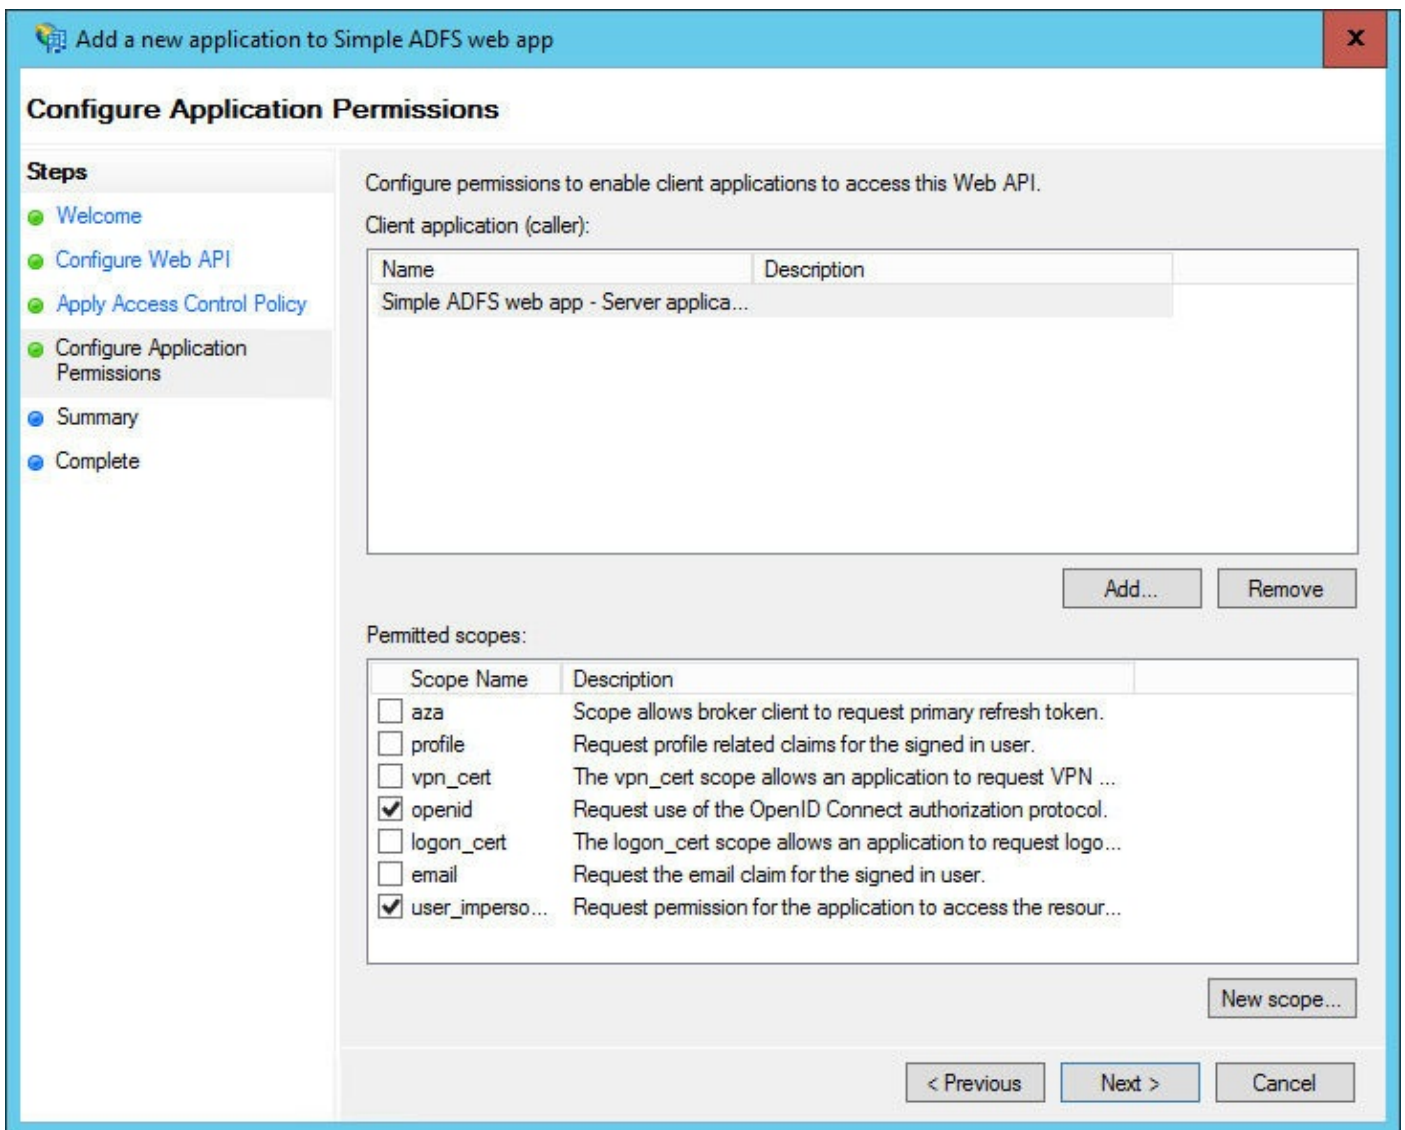 Add a new application to Simple ADFS web app
X
Configure Application Permissions
Steps
Welcome
Configure Web API
Apply Access Control Policy
Configure Application
Permissions
Summary
Complete
Configure permissions to enable client applications to access this Web API.
Client application (caller):
Name Description
Simple ADFS web app - Server applica...
Add... Remove
Permitted scopes:
Scope Name Description
aza Scope allows broker client to request primary refresh token.
profile Request profile related claims for the signed in user.
vpn_cert The vpn_cert scope allows an application to request VPN ...
openid Request use of the OpenID Connect authorization protocol.
logon_cert The logon_cert scope allows an application to request logo...
email Request the email claim for the signed in user.
user_imperso... Request permission for the application to access the resour...
New scope...
< Previous Next > Cancel